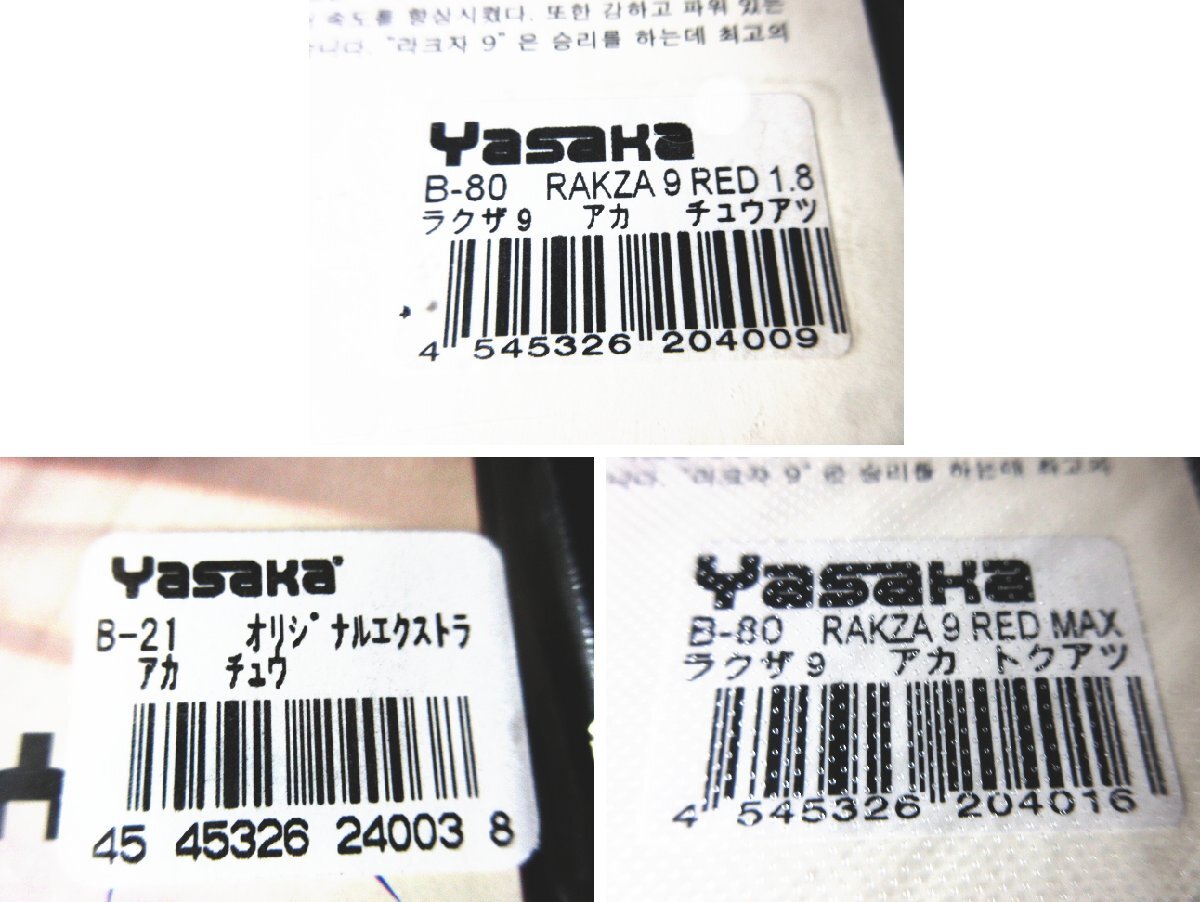 속도를 향상시켰다. 또한 강하고 파워 있는
니다. "라크자 9" 은 승리를 하는데 최고의
Yasaka
B-80 RAKZA 9 RED 1.8
ラクザ9 アカ チュウアツ
4 545326 204009
Yasaka
B-21 オリジナルエクストラ
アカ チュウ
45 45326 24003 8
"라크자 9" 은 승리를 하는데 최고의
Yasaka
B-80 RAKZA 9 RED MAX
ラクザ9 アカ トクアツ
4 545326 204016